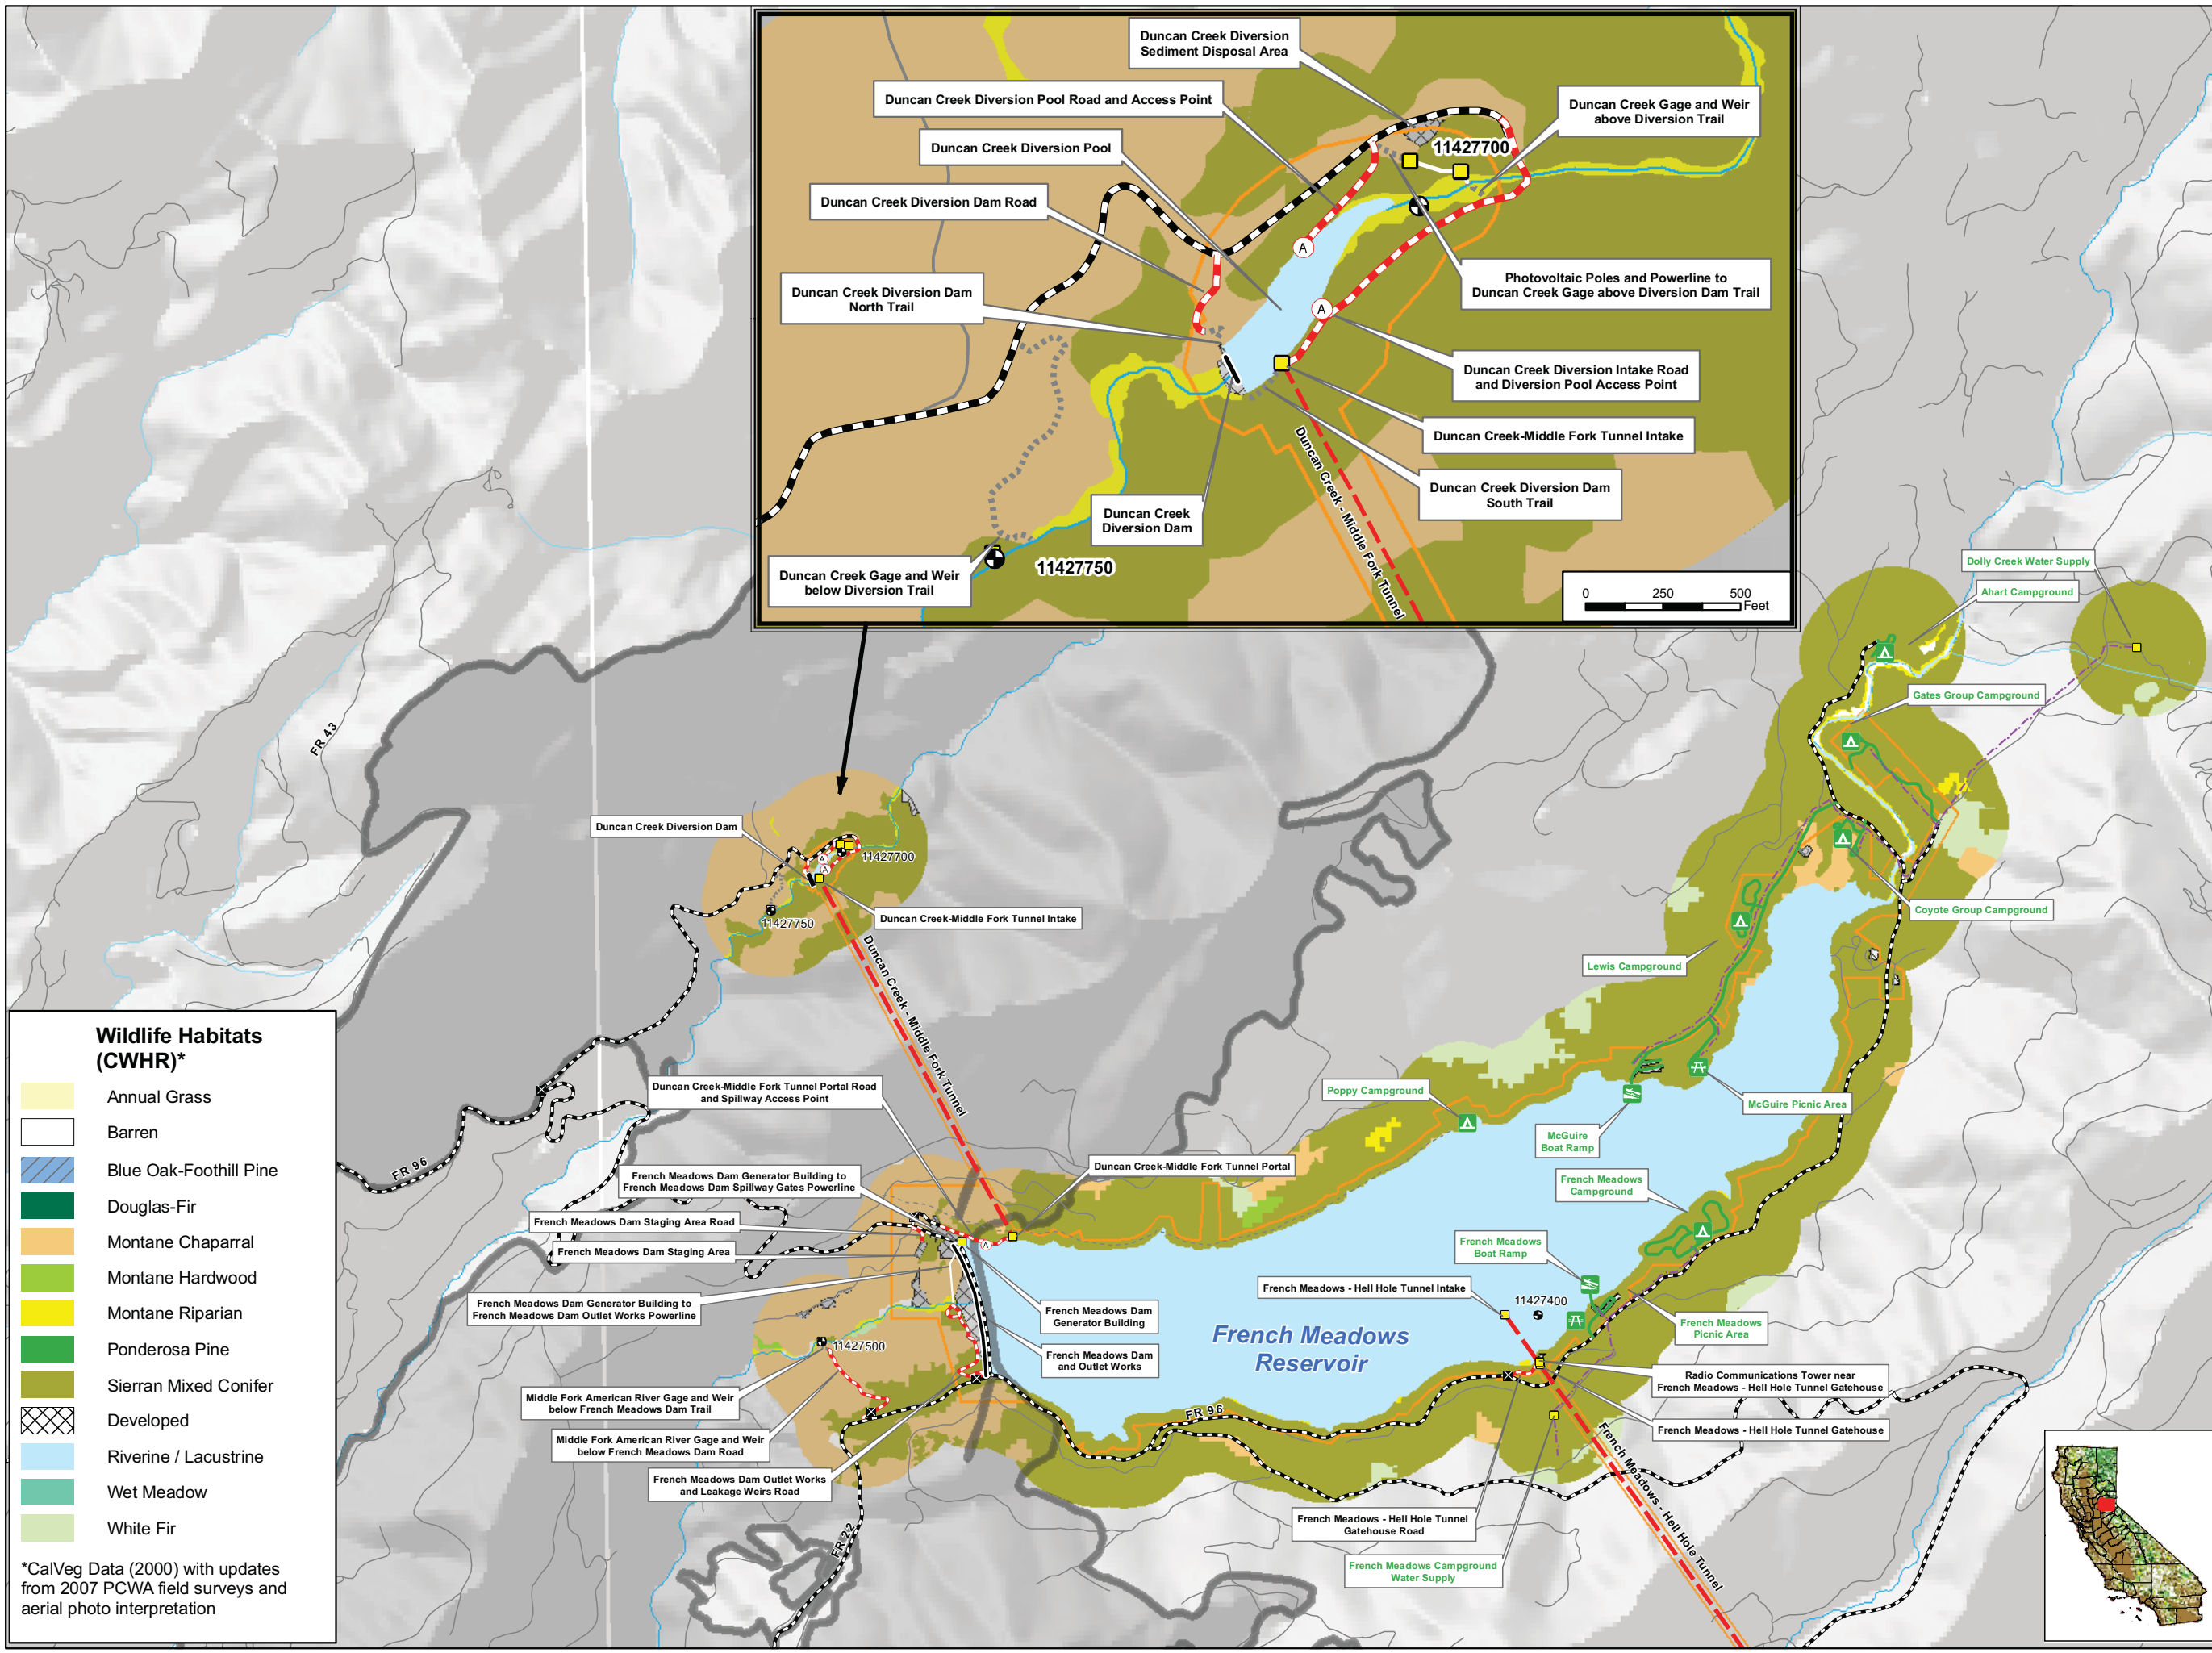 Duncan Creek Diversion
Sediment Disposal Area
Duncan Creek Diversion Pool Road and Access Point
Duncan Creek Gage and Weir
above Diversion Trail
Duncan Creek Diversion Pool
11427700
Duncan Creek Diversion Dam Road
A
Photovoltaic Poles and Powerline to
Duncan Creek Gage above Diversion Dam Trail
Duncan Creek Diversion Dam
North Trail
A
Duncan Creek Diversion Intake Road
and Diversion Pool Access Point
Duncan Creek-Middle Fork Tunnel Intake
Duncan Creek Diversion Dam
South Trail
Duncan Creek
Diversion Dam
Duncan Creek - Middle Fork Tunnel
11427750
Duncan Creek Gage and Weir
below Diversion Trail
0 250 500
Feet
Dolly Creek Water Supply
Ahart Campground
Gates Group Campground
FR 43
Duncan Creek Diversion Dam
11427700
A
A
11427750
Duncan Creek-Middle Fork Tunnel Intake
Coyote Group Campground
Lewis Campground
Duncan Creek - Middle Fork Tunnel
Duncan Creek-Middle Fork Tunnel Portal Road
and Spillway Access Point
Poppy Campground
McGuire Picnic Area
McGuire
Boat Ramp
FR 96
French Meadows Dam Generator Building to
French Meadows Dam Spillway Gates Powerline
Duncan Creek-Middle Fork Tunnel Portal
French Meadows
Campground
French Meadows Dam Staging Area Road
French Meadows Dam Staging Area
A
French Meadows
Boat Ramp
French Meadows - Hell Hole Tunnel Intake
11427400
French Meadows Dam Generator Building to
French Meadows Dam Outlet Works Powerline
French Meadows Dam
Generator Building
French Meadows
Reservoir
French Meadows
Picnic Area
11427500
French Meadows Dam
and Outlet Works
Radio Communications Tower near
French Meadows - Hell Hole Tunnel Gatehouse
Middle Fork American River Gage and Weir
below French Meadows Dam Trail
FR 96
French Meadows - Hell Hole Tunnel Gatehouse
Middle Fork American River Gage and Weir
below French Meadows Dam Road
French Meadows Dam Outlet Works
and Leakage Weirs Road
French Meadows - Hell Hole Tunnel
French Meadows - Hell Hole Tunnel
Gatehouse Road
FR 22
French Meadows Campground
Water Supply
Wildlife Habitats
(CWHR)*
Annual Grass
Barren
Blue Oak-Foothill Pine
Douglas-Fir
Montane Chaparral
Montane Hardwood
Montane Riparian
Ponderosa Pine
Sierran Mixed Conifer
Developed
Riverine / Lacustrine
Wet Meadow
White Fir
*CalVeg Data (2000) with updates
from 2007 PCWA field surveys and
aerial photo interpretation